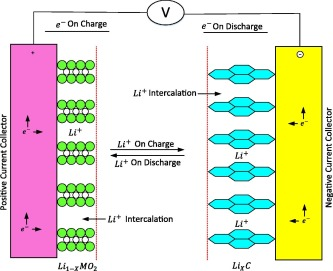 V
e⁻ On Charge
e⁻ On Discharge
+
−
Positive Current Collector
e⁻
e⁻
Li⁺
Li⁺ Intercalation
Li⁺ On Charge
Li⁺ On Discharge
Li⁺ Intercalation
Li⁺
Li⁺
e⁻
e⁻
Negative Current Collector
Li₁₋ₓMO₂
LiₓC